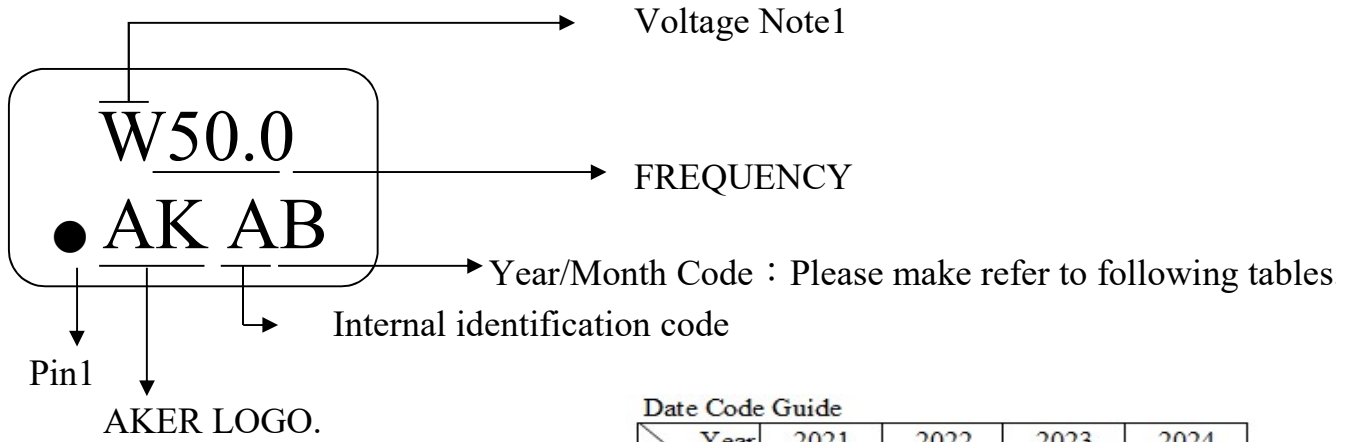 Voltage Note1
W50.0
FREQUENCY
● AK AB
Year/Month Code：Please make refer to following tables
Internal identification code
Pin1
AKER LOGO.
Date Code Guide
Year 2021 2022 2023 2024